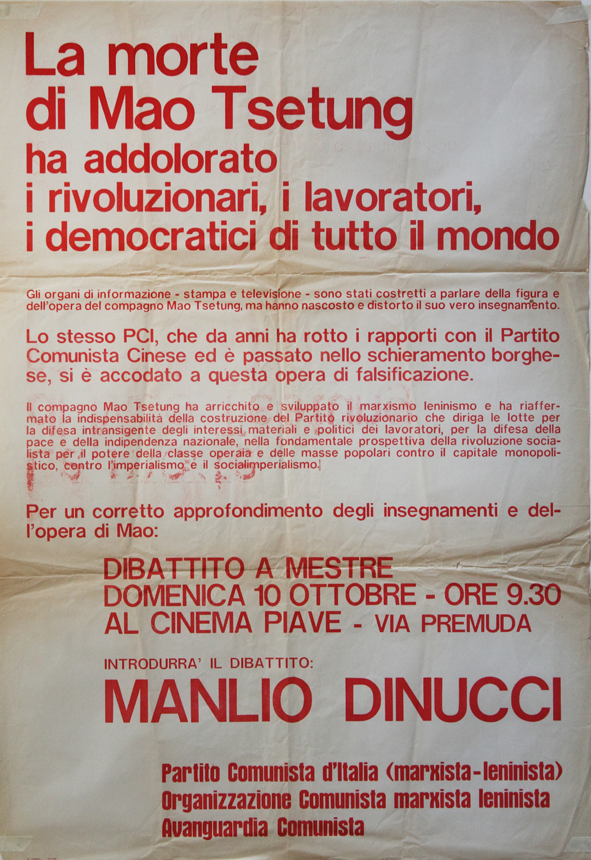 La morte
di Mao Tsetung
ha addolorato
i rivoluzionari, i lavoratori,
i democratici di tutto il mondo
Gli organi di informazione - stampa e televisione - sono stati costretti a parlare della figura e
dell'opera del compagno Mao Tsetung, ma hanno nascosto e distorto il suo vero insegnamento.
Lo stesso PCI, che da anni ha rotto i rapporti con il Partito
Comunista Cinese ed è passato nello schieramento borghe-
se, si è accodato a questa opera di falsificazione.
Il compagno Mao Tsetung ha arricchito e sviluppato il marxismo leninismo e ha riaffer-
mato la indispensabilità della costruzione del Partito rivoluzionario che diriga le lotte per
la difesa intransigente degli interessi materiali e politici dei lavoratori, per la difesa della
pace e della indipendenza nazionale, nella fondamentale prospettiva della rivoluzione socia-
lista per il potere della classe operaia e delle masse popolari contro il capitale monopoli-
stico, contro l'imperialismo e il socialimperialismo.
Per un corretto approfondimento degli insegnamenti e del-
l'opera di Mao:
DIBATTITO A MESTRE
DOMENICA 10 OTTOBRE - ORE 9.30
AL CINEMA PIAVE - VIA PREMUDA
INTRODURRA' IL DIBATTITO:
MANLIO DINUCCI
Partito Comunista d'Italia (marxista-leninista)
Organizzazione Comunista marxista leninista
Avanguardia Comunista